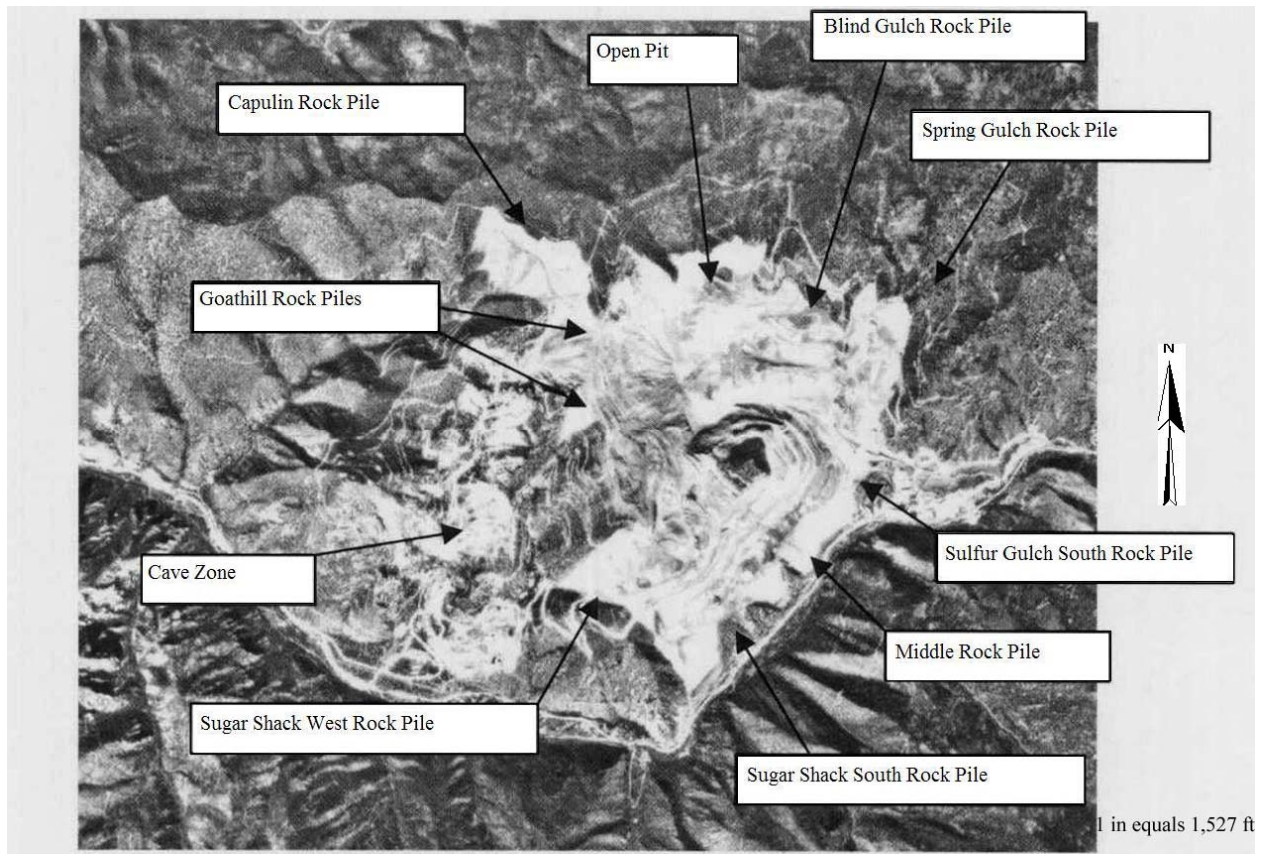 Blind Gulch Rock Pile
Open Pit
Capulin Rock Pile
Spring Gulch Rock Pile
Goathill Rock Piles
N
Sulfur Gulch South Rock Pile
Cave Zone
Middle Rock Pile
Sugar Shack West Rock Pile
Sugar Shack South Rock Pile
1 in equals 1,527 ft